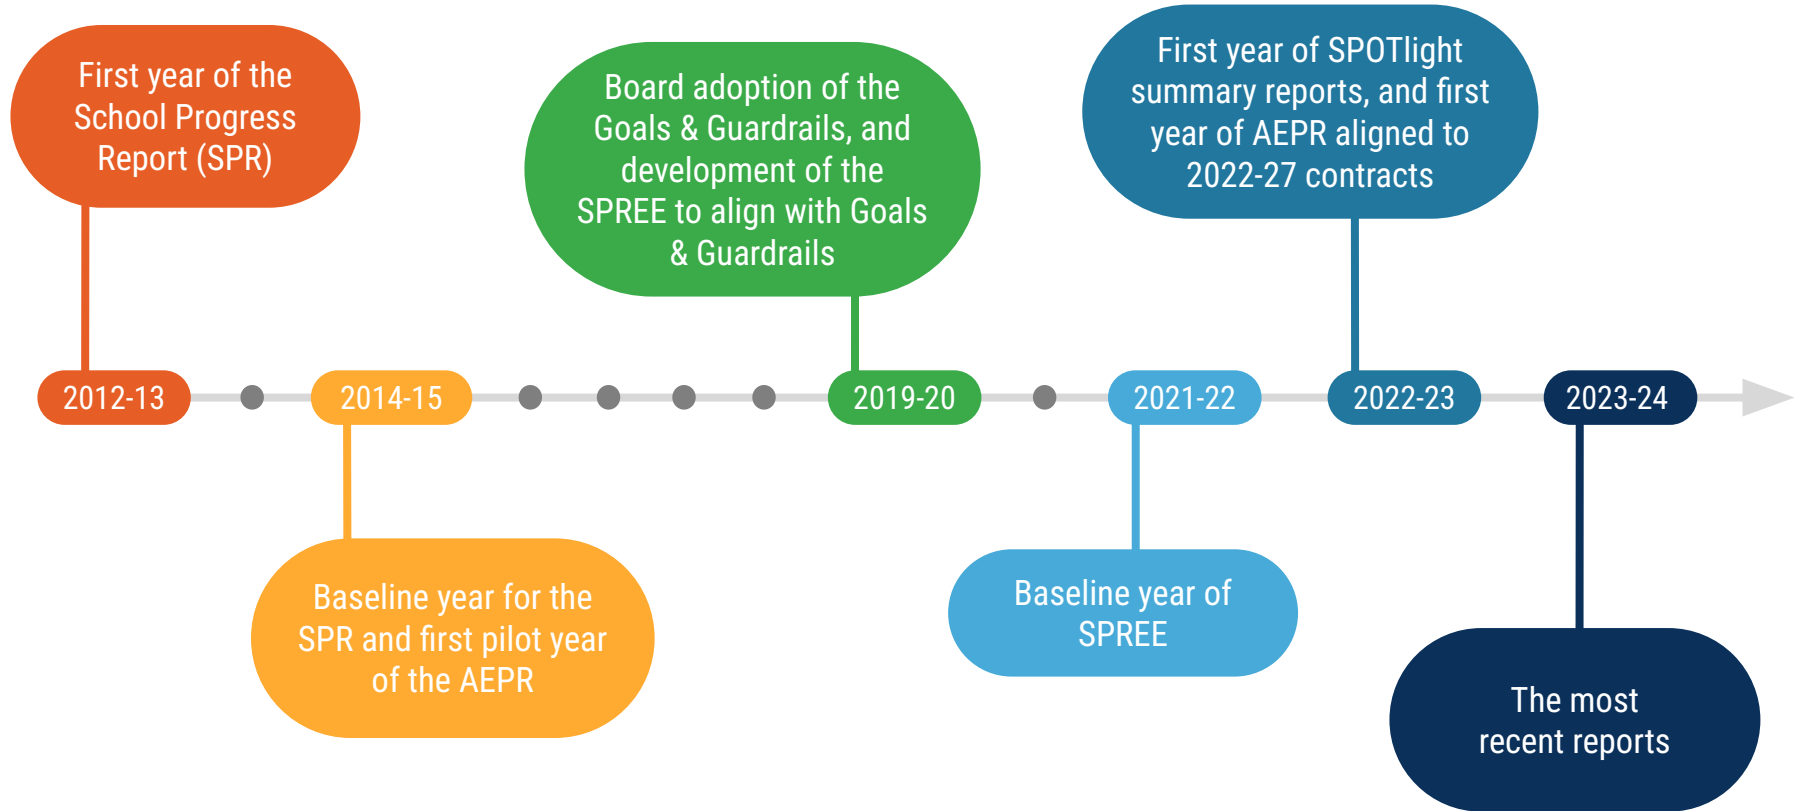 First year of the
School Progress
Report (SPR)
Board adoption of the
Goals & Guardrails, and
development of the
SPREE to align with Goals
& Guardrails
First year of SPOTlight
summary reports, and first
year of AEPR aligned to
2022-27 contracts
2012-13
2014-15
2019-20
2021-22
2022-23
2023-24
Baseline year for the
SPR and first pilot year
of the AEPR
Baseline year of
SPREE
The most
recent reports